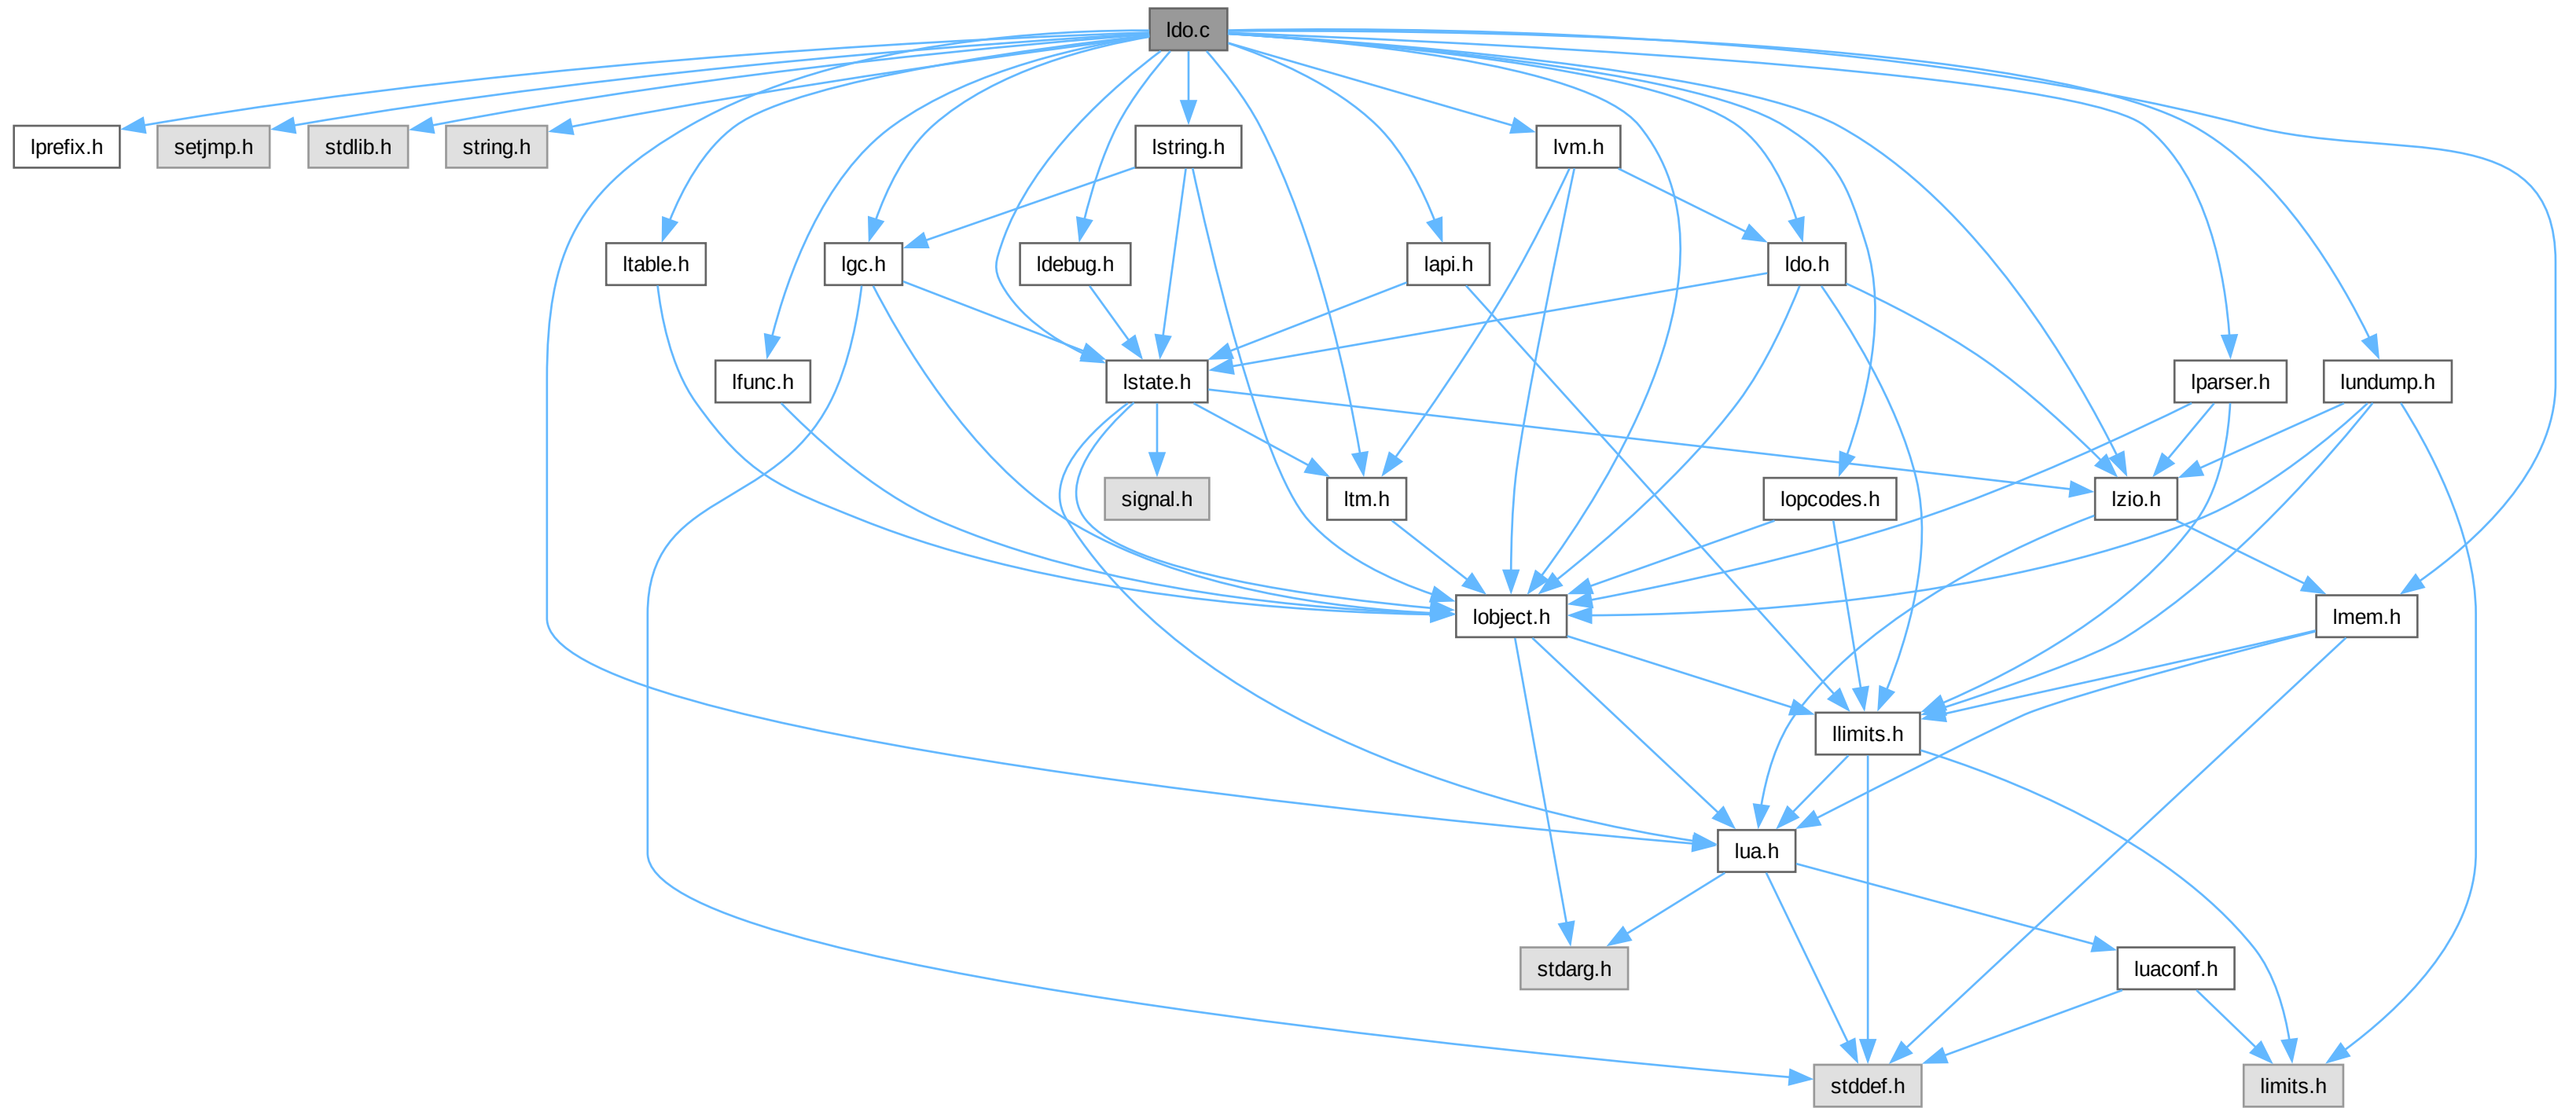 ldo.c
lprefix.h
setjmp.h
stdlib.h
string.h
lstring.h
lvm.h
ltable.h
lgc.h
ldebug.h
lapi.h
ldo.h
lfunc.h
lstate.h
lparser.h
lundump.h
signal.h
ltm.h
lopcodes.h
lzio.h
lobject.h
lmem.h
llimits.h
lua.h
stdarg.h
luaconf.h
stddef.h
limits.h